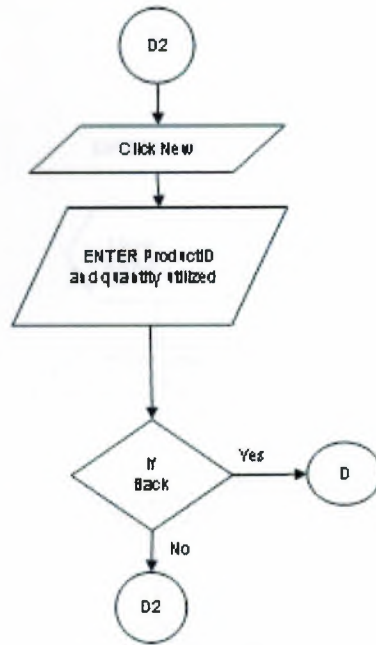 D2
Click New
ENTER ProductID
and quantity utilized
If
Back
Yes
D
No
D2